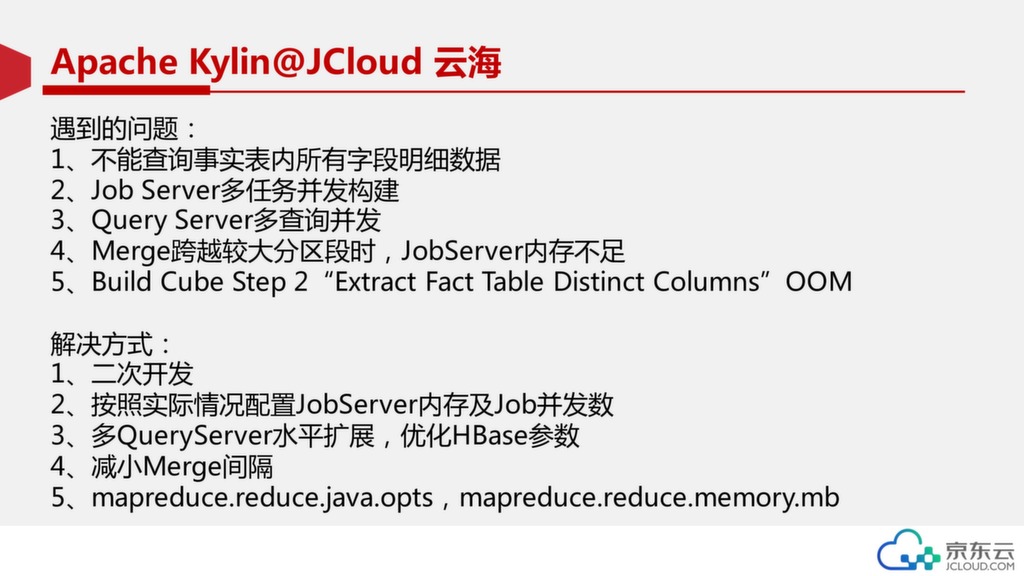 Apache Kylin@JCloud 云海
遇到的问题：
1、不能查询事实表内所有字段明细数据
2、Job Server多任务并发构建
3、Query Server多查询并发
4、Merge跨越较大分区段时，JobServer内存不足
5、Build Cube Step 2“Extract Fact Table Distinct Columns”OOM
解决方式：
1、二次开发
2、按照实际情况配置JobServer内存及Job并发数
3、多QueryServer水平扩展，优化HBase参数
4、减小Merge间隔
5、mapreduce.reduce.java.opts，mapreduce.reduce.memory.mb
京东云
JCLOUD.COM